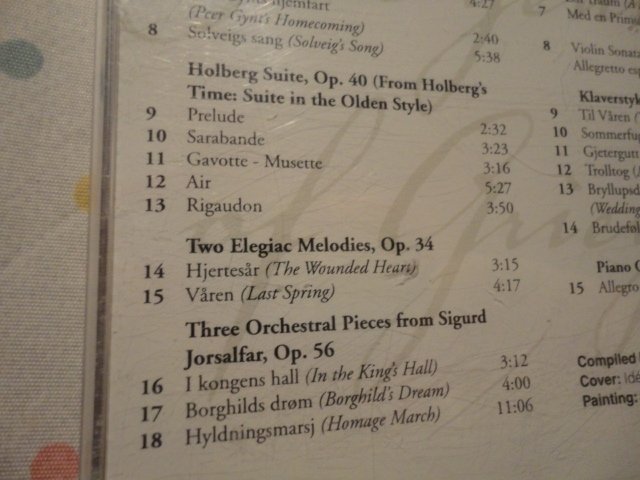 hjemfart 4:27
(Peer Gynt's Homecoming)
8 Solveigs sang (Solveig's Song) 2:40
5:38
Holberg Suite, Op. 40 (From Holberg's
Time: Suite in the Olden Style)
9 Prelude
10 Sarabande 2:32
11 Gavotte - Musette 3:23
12 Air 3:16
13 Rigaudon 5:27
3:50
Two Elegiac Melodies, Op. 34
14 Hjertesår (The Wounded Heart) 3:15
15 Våren (Last Spring) 4:17
Three Orchestral Pieces from Sigurd
Jorsalfar, Op. 56
16 I kongens hall (In the King's Hall) 3:12
17 Borghilds drøm (Borghild's Dream) 4:00
18 Hyldningsmarsj (Homage March) 11:06
7 Med en Prim
8 Violin Sonata
Allegretto esp
Klaverstyk
9 Til Våren (
10 Sommerfug
11 Gjetergutt
12 Trolltog (
13 Bryllupsd
(Wedding
14 Brudeføl
Piano C
15 Allegro
Compiled
Cover: Idé
Painting: